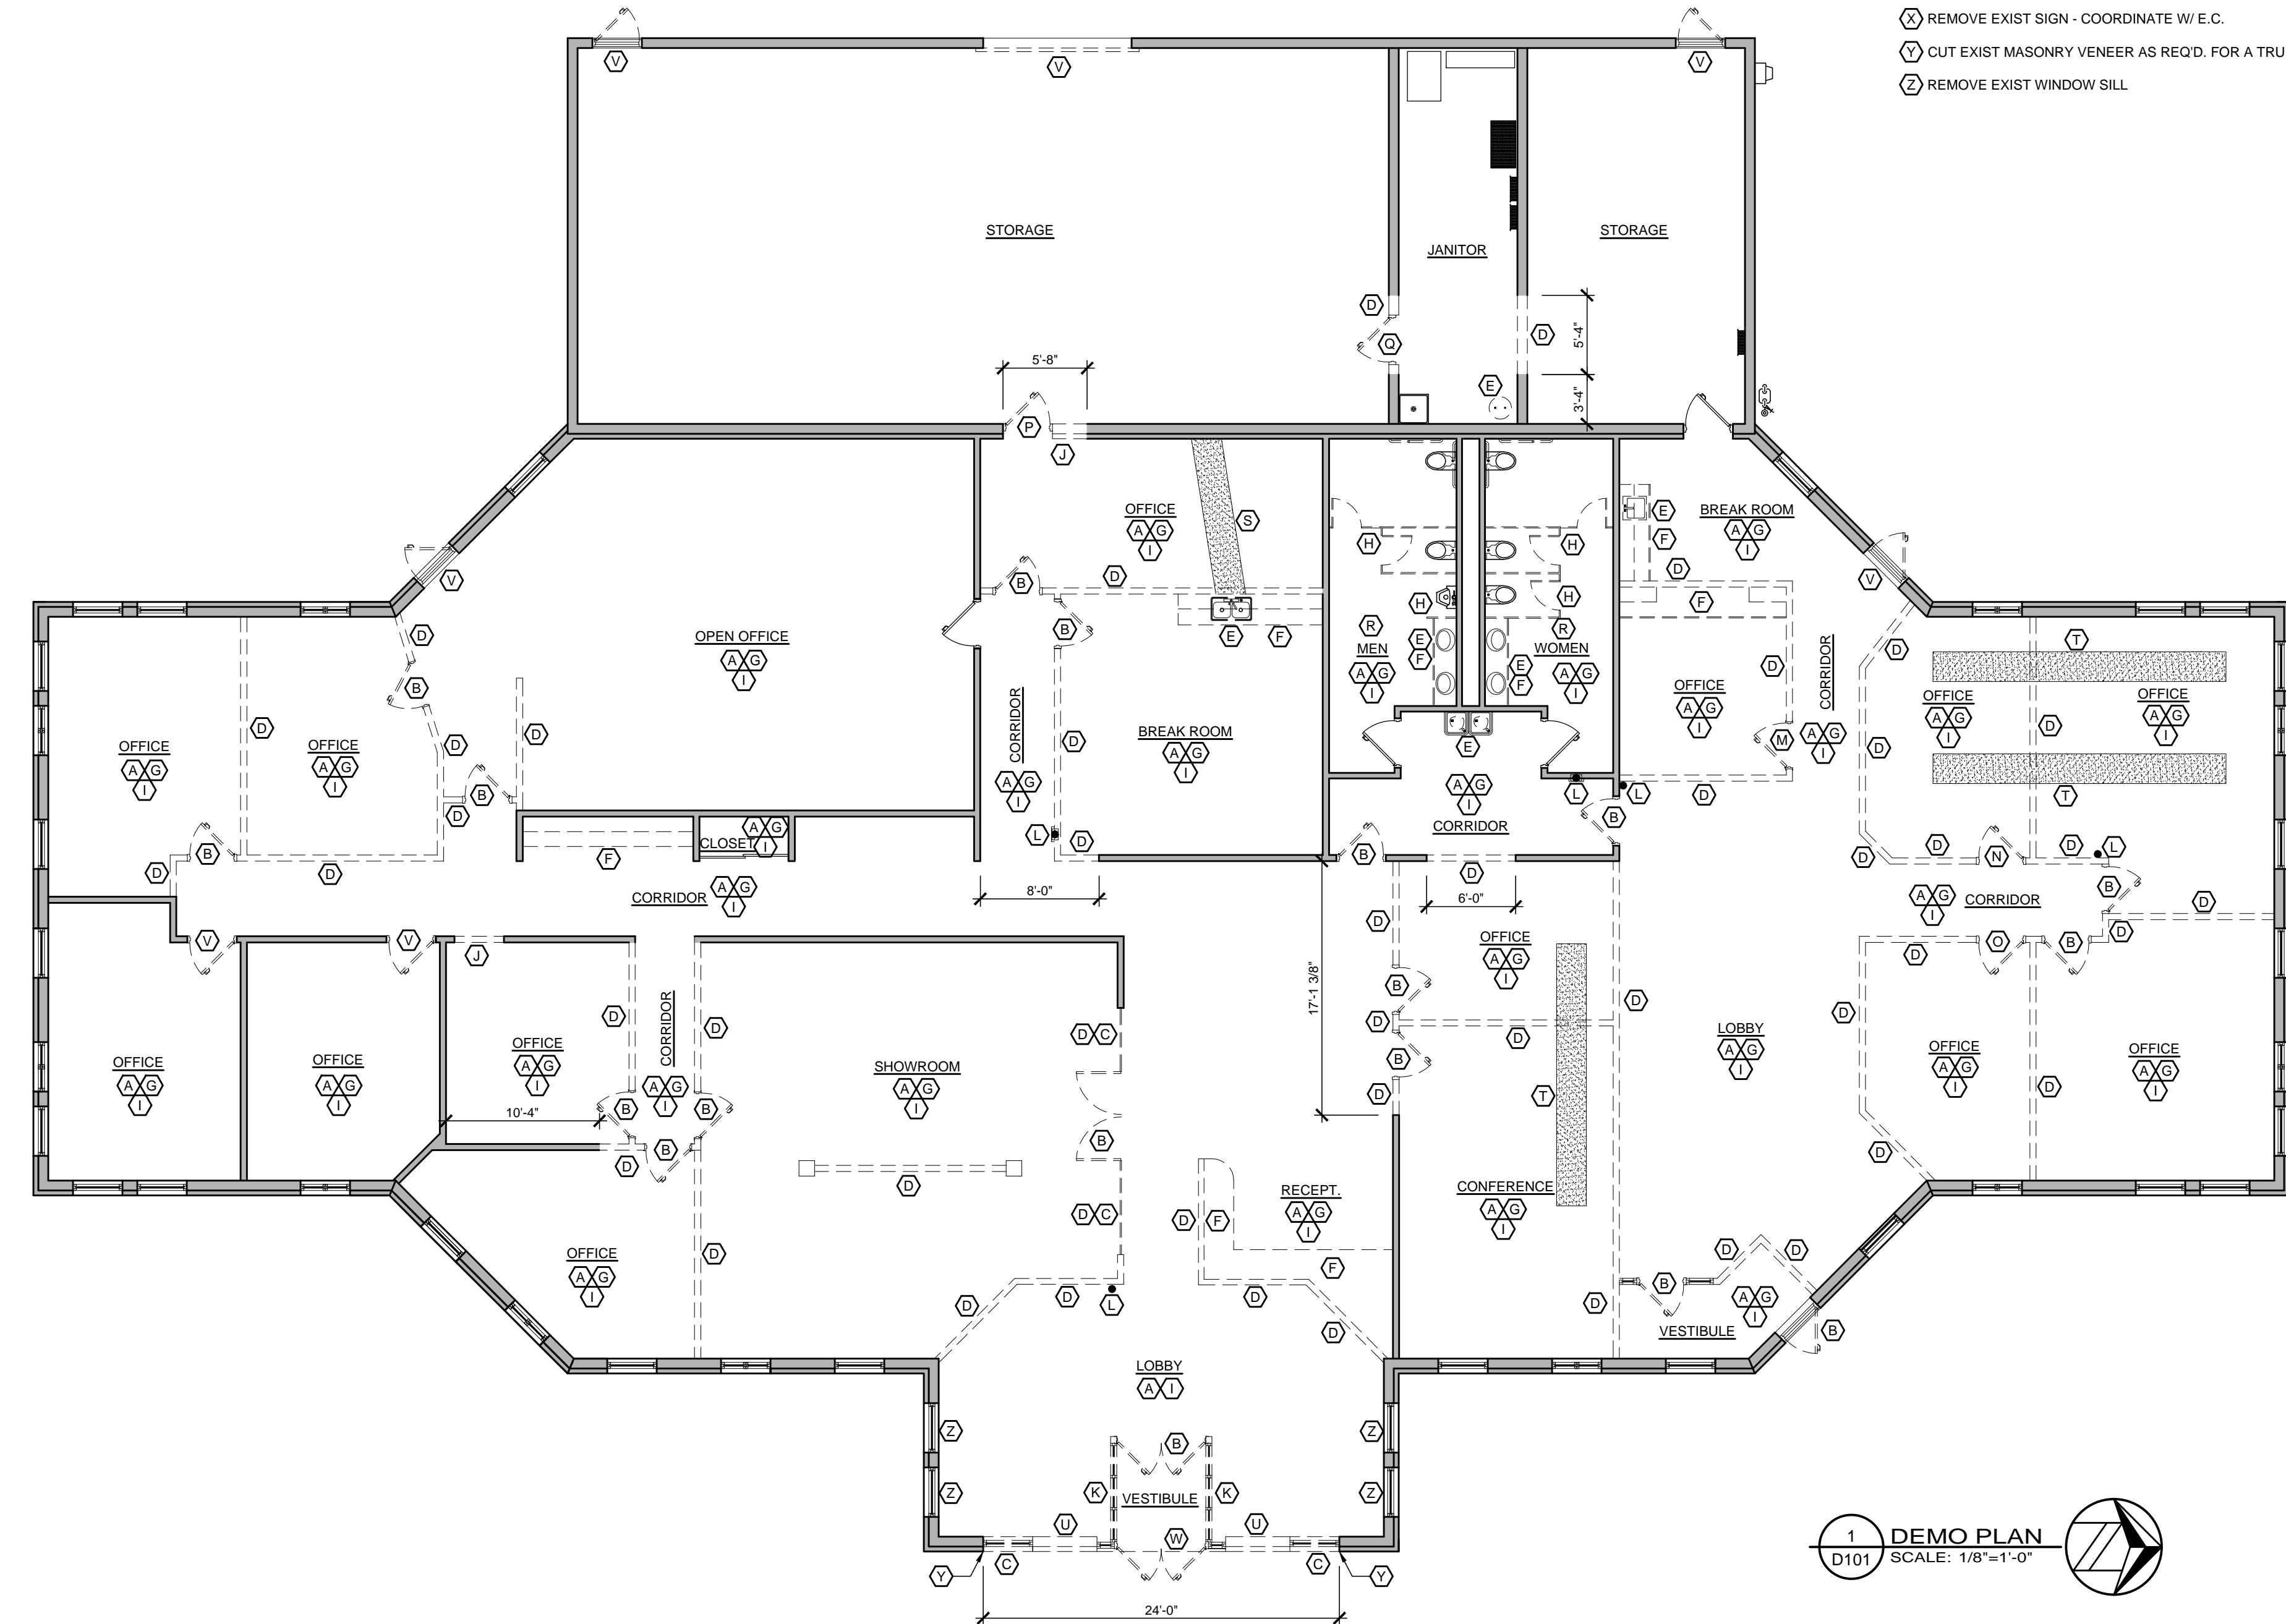 X REMOVE EXIST SIGN - COORDINATE W/ E.C.
Y CUT EXIST MASONRY VENEER AS REQ'D. FOR A TRU
Z REMOVE EXIST WINDOW SILL
V
V
V
STORAGE
JANITOR
STORAGE
D
Q
D
5'-4"
E
3'-4"
5'-8"
P
J
OFFICE
A G
I
S
H
H
E
F
BREAK ROOM
A G
I
V
V
B
D
D
F
H
H
B
E
F
D
B
OPEN OFFICE
A G
I
R
MEN
A G
I
E
F
E
F
R
WOMEN
A G
I
D
OFFICE
A G
I
M
CORRIDOR
A G
I
D
T
OFFICE
A G
I
OFFICE
A G
I
D
D
T
OFFICE
A G
I
D
OFFICE
A G
I
D
B
D
D
CORRIDOR
A G
I
D
BREAK ROOM
A G
I
E
A G
I
CORRIDOR
L
L
D
B
B
D
D
F
CLOSET
A G
I
L
D
B
D
D
D
N
D
L
B
D
CORRIDOR
A G
I
8'-0"
6'-0"
CORRIDOR
A G
I
D
D
O
B
D
V
V
J
D
CORRIDOR
A G
I
D
17'-1 3/8"
D
B
D
B
D
OFFICE
A G
I
D
D
OFFICE
A G
I
OFFICE
A G
I
OFFICE
A G
I
10'-4"
B
B
B
D
SHOWROOM
A G
I
D C
B
D
D C
T
LOBBY
A G
I
D
OFFICE
A G
I
D
OFFICE
A G
I
D
OFFICE
A G
I
D
D
D
L
D
F
RECEPT.
A G
I
F
D
D
CONFERENCE
A G
I
D
B
D
D
A G
I
VESTIBULE
B
LOBBY
A I
Z
Z
B
Z
Z
K
VESTIBULE
K
U
W
U
C
C
Y
Y
24'-0"
1
D101
DEMO PLAN
SCALE: 1/8"=1'-0"